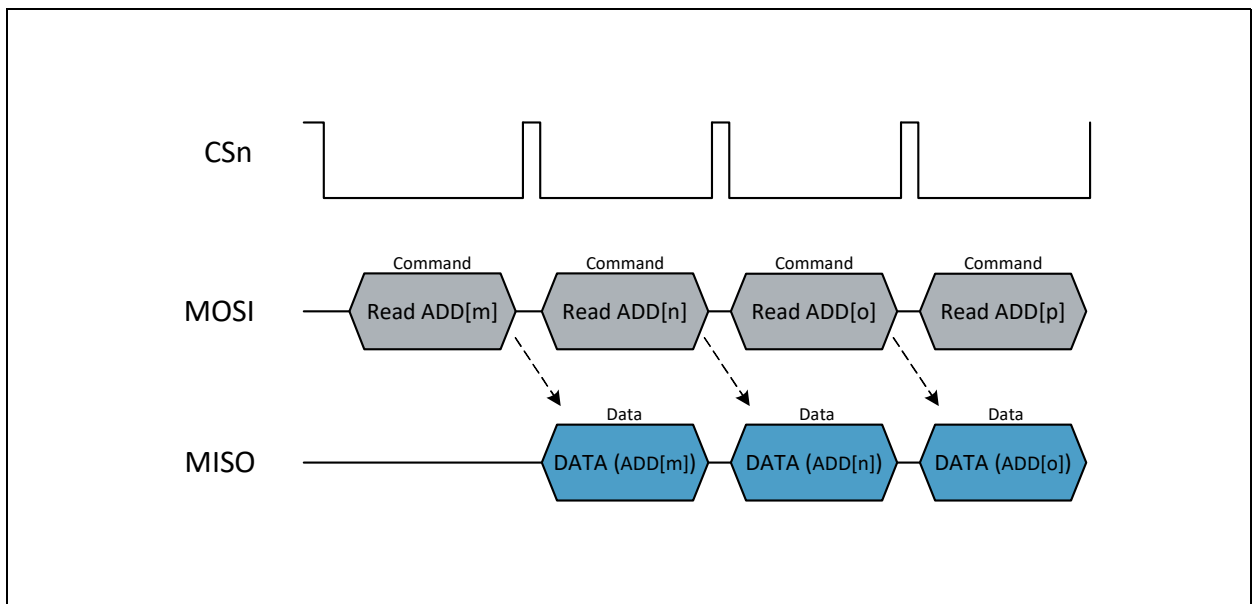 CSn
Command Command Command Command
MOSI Read ADD[m] Read ADD[n] Read ADD[o] Read ADD[p]
Data Data Data
MISO DATA (ADD[m]) DATA (ADD[n]) DATA (ADD[o])